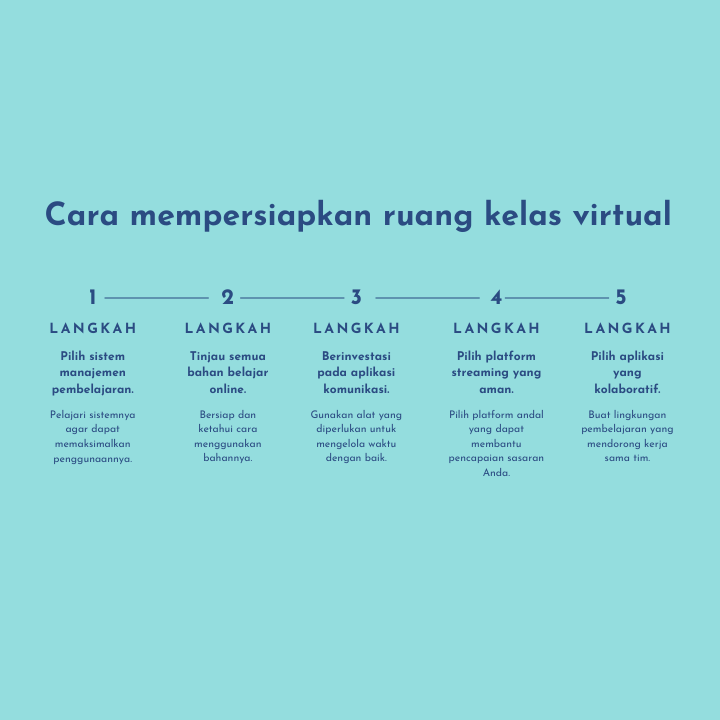 Cara mempersiapkan ruang kelas virtual
1
LANGKAH
Pilih sistem
manajemen
pembelajaran.
Pelajari sistemnya
agar dapat
memaksimalkan
penggunaannya.
2
LANGKAH
Tinjau semua
bahan belajar
online.
Bersiap dan
ketahui cara
menggunakan
bahannya.
3
LANGKAH
Berinvestasi
pada aplikasi
komunikasi.
Gunakan alat yang
diperlukan untuk
mengelola waktu
dengan baik.
4
LANGKAH
Pilih platform
streaming yang
aman.
Pilih platform andal
yang dapat
membantu
pencapaian sasaran
Anda.
5
LANGKAH
Pilih aplikasi
yang
kolaboratif.
Buat lingkungan
pembelajaran yang
mendorong kerja
sama tim.